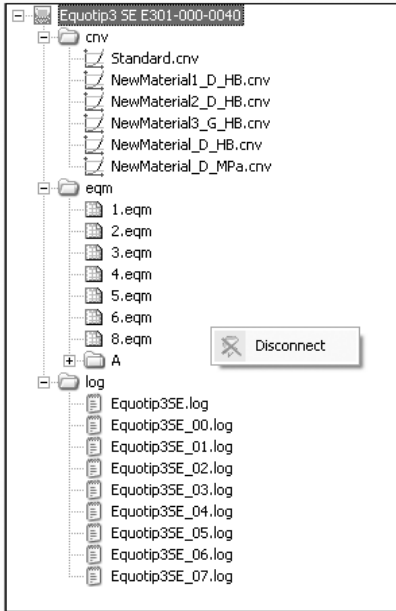 Equotip3 SE E301-000-0040
cnv
Standard.cnv
NewMaterial1_D_HB.cnv
NewMaterial2_D_HB.cnv
NewMaterial3_G_HB.cnv
NewMaterial_D_HB.cnv
NewMaterial_D_MPa.cnv
eqm
1.eqm
2.eqm
3.eqm
4.eqm
5.eqm
6.eqm
8.eqm
Disconnect
A
log
Equotip3SE.log
Equotip3SE_00.log
Equotip3SE_01.log
Equotip3SE_02.log
Equotip3SE_03.log
Equotip3SE_04.log
Equotip3SE_05.log
Equotip3SE_06.log
Equotip3SE_07.log